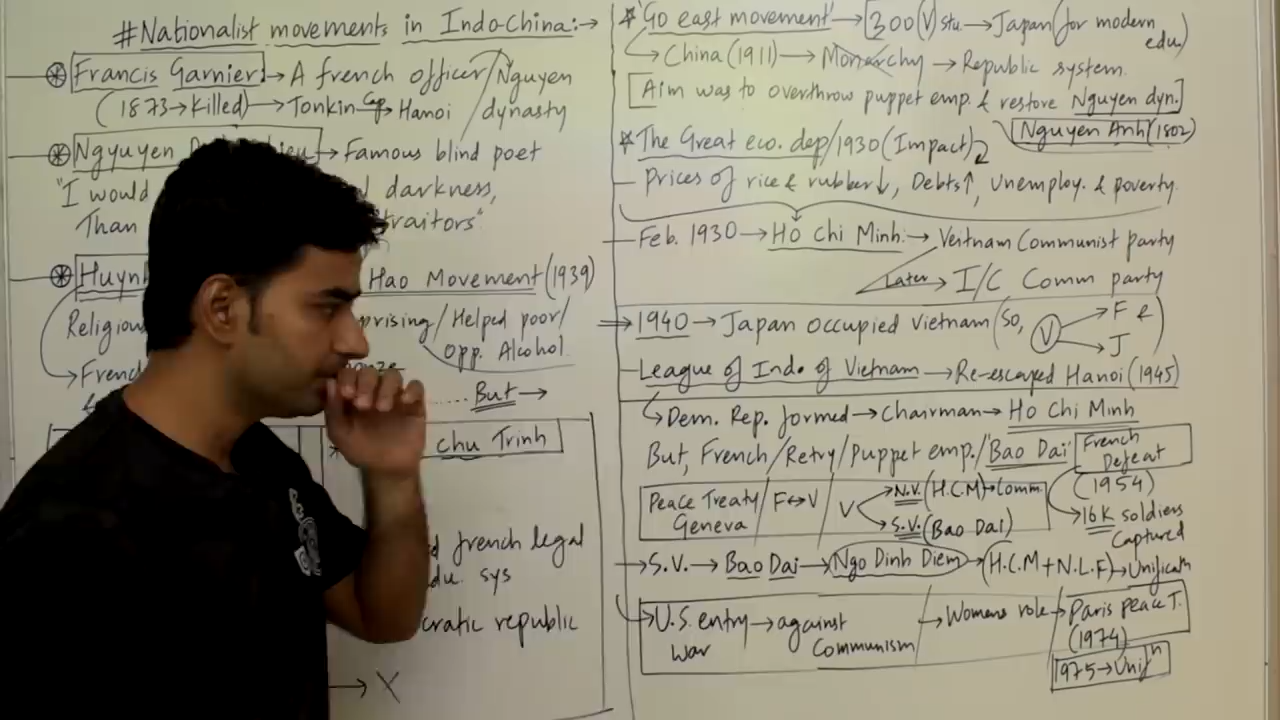 #Nationalist movements in Indo-China:→
Francis Garnier → A french officer / Nguyen
(1873→Killed) → Tonkin Cap Hanoi / dynasty
Ngyuyen → Famous blind poet
"I would darkness,
Than traitors"
Huynh Hao Movement (1939)
Religious uprising / Helped poor /
Opp. Alcohol.
→ French
& ...... But →
chu Trinh
french legal
edu. sys
cratic republic
→ X
* 'Go east movement' → 300 (V) stu. → Japan (for modern
edu.)
→ China (1911) → Monarchy → Republic system.
[Aim was to overthrow puppet emp. & restore Nguyen dyn.]
Nguyen Anh (1802)
* The Great eco. dep / 1930 (Impact)
- Prices of rice & rubber ↓, Debts ↑, Unemploy. & poverty.
- Feb. 1930 → Ho Chi Minh: → Veitnam Communist party
Later → I/C Comm party
⇒ 1940 → Japan occupied Vietnam (So, V → F &
→ J)
- League of Indo of Vietnam → Re-escaped Hanoi (1945)
→ Dem. Rep. formed → Chairman → Ho Chi Minh
But, French / Retry / puppet emp. / Bao Dai
French Defeat
(1954)
→ 16K soldiers
Captured
Peace Treaty / F↔V / V → N.V. (H.C.M) → Comm.
Geneva → S.V. (Bao Dai)
→ S.V. → Bao Dai → Ngo Dinh Diem → (H.C.M + N.L.F) → Unificatn
→ U.S. entry → against / → Womens role → Paris peace T.
War Communism (1974)
1975 → Unifn